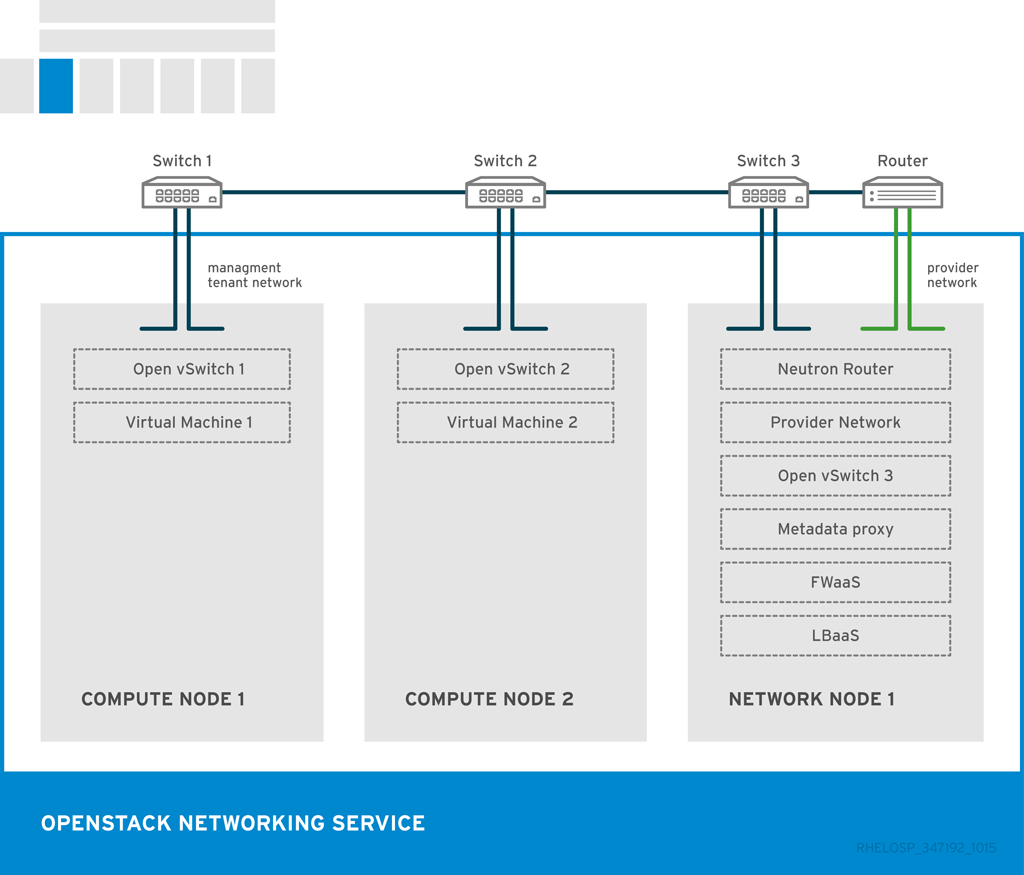 Switch 1
Switch 2
Switch 3
Router
managment
tenant network
provider
network
Open vSwitch 1
Virtual Machine 1
COMPUTE NODE 1
Open vSwitch 2
Virtual Machine 2
COMPUTE NODE 2
Neutron Router
Provider Network
Open vSwitch 3
Metadata proxy
FWaaS
LBaaS
NETWORK NODE 1
OPENSTACK NETWORKING SERVICE
RHELOSP_347192_1015